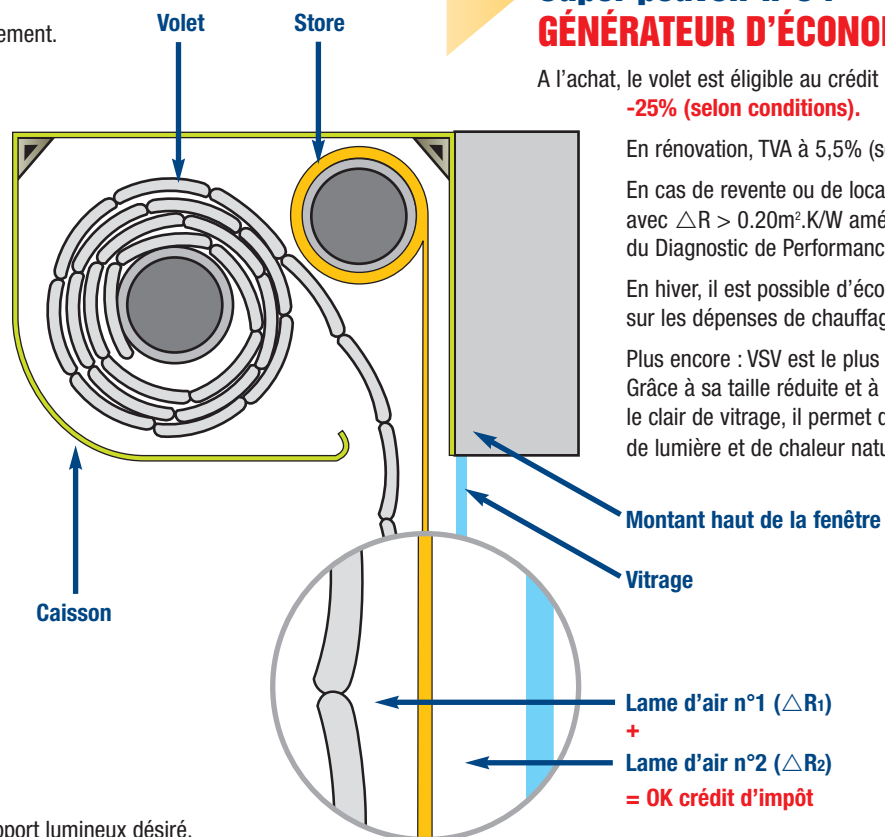 ement.
Volet
Store
GÉNÉRATEUR D'ÉCONO
A l'achat, le volet est éligible au crédit
-25% (selon conditions).
En rénovation, TVA à 5,5% (s
En cas de revente ou de loca
avec △R > 0.20m².K/W amé
du Diagnostic de Performanc
En hiver, il est possible d'éco
sur les dépenses de chauffag
Plus encore : VSV est le plus
Grâce à sa taille réduite et à
le clair de vitrage, il permet d
de lumière et de chaleur natu
Montant haut de la fenêtre
Vitrage
Caisson
Lame d'air n°1 (△R1)
+
Lame d'air n°2 (△R2)
= OK crédit d'impôt
pport lumineux désiré.